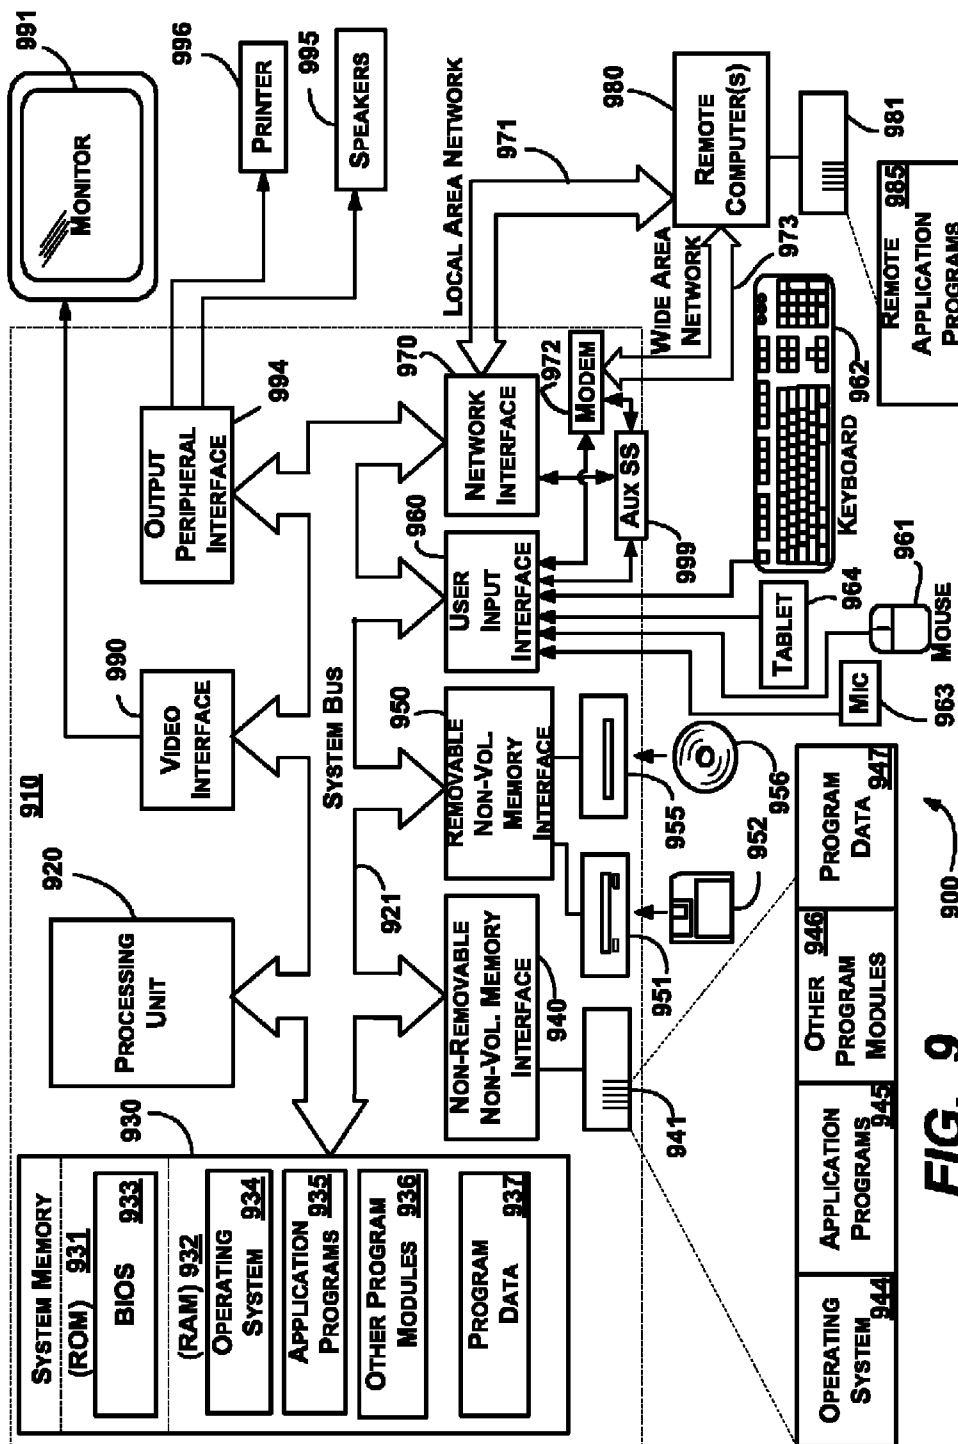 910
SYSTEM MEMORY
(ROM) 931
BIOS 933
(RAM) 932
OPERATING
SYSTEM 934
APPLICATION
PROGRAMS 935
OTHER PROGRAM
MODULES 936
PROGRAM
DATA 937
930
PROCESSING
UNIT
920
VIDEO
INTERFACE
990
OUTPUT
PERIPHERAL
INTERFACE
994
MONITOR
991
PRINTER
996
SPEAKERS
995
SYSTEM BUS
921
NON-REMOVABLE
NON-VOL. MEMORY
INTERFACE
940
REMOVABLE
NON-VOL.
MEMORY
INTERFACE
950
USER
INPUT
INTERFACE
960
NETWORK
INTERFACE
970
LOCAL AREA NETWORK
971
MODEM
972
AUX SS
999
WIDE AREA
NETWORK
973
REMOTE
COMPUTER(S)
980
981
941
951
952
955
956
MIC
963
TABLET
964
MOUSE
961
KEYBOARD
962
REMOTE 985
APPLICATION
PROGRAMS
OPERATING
SYSTEM 944
APPLICATION
PROGRAMS 945
OTHER 946
PROGRAM
MODULES
PROGRAM
DATA 947
900
FIG. 9